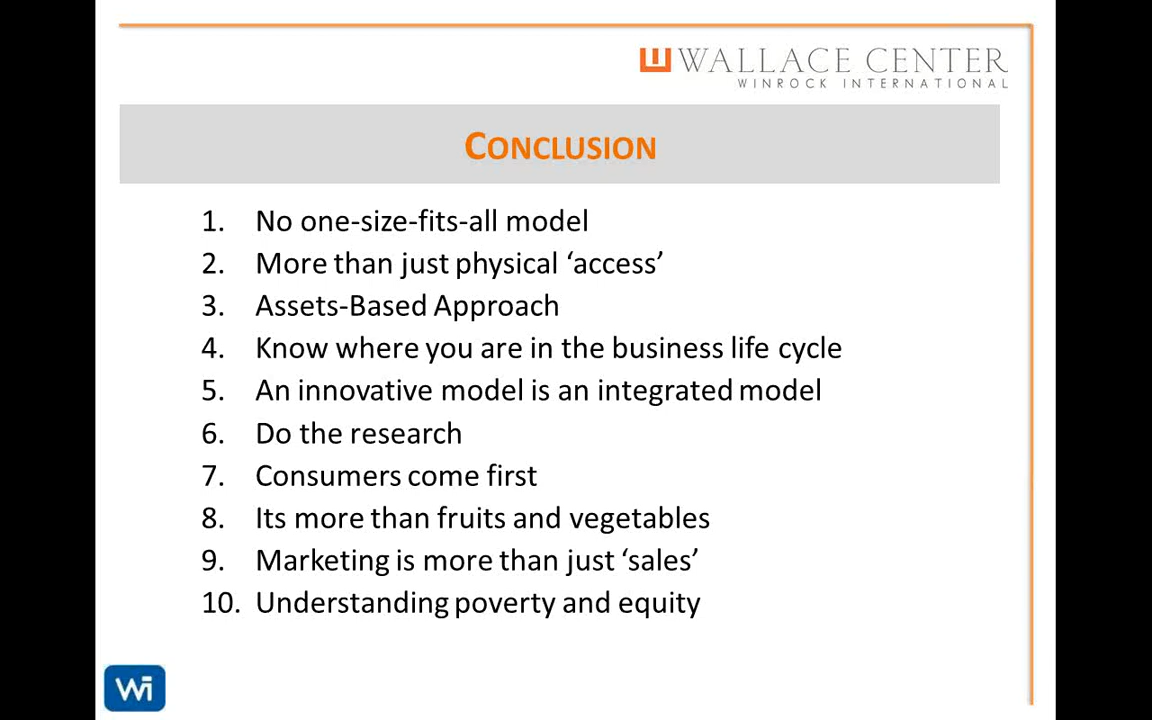 WALLACE CENTER
WINROCK INTERNATIONAL
CONCLUSION
1. No one-size-fits-all model
2. More than just physical ‘access’
3. Assets-Based Approach
4. Know where you are in the business life cycle
5. An innovative model is an integrated model
6. Do the research
7. Consumers come first
8. Its more than fruits and vegetables
9. Marketing is more than just ‘sales’
10. Understanding poverty and equity
Wi